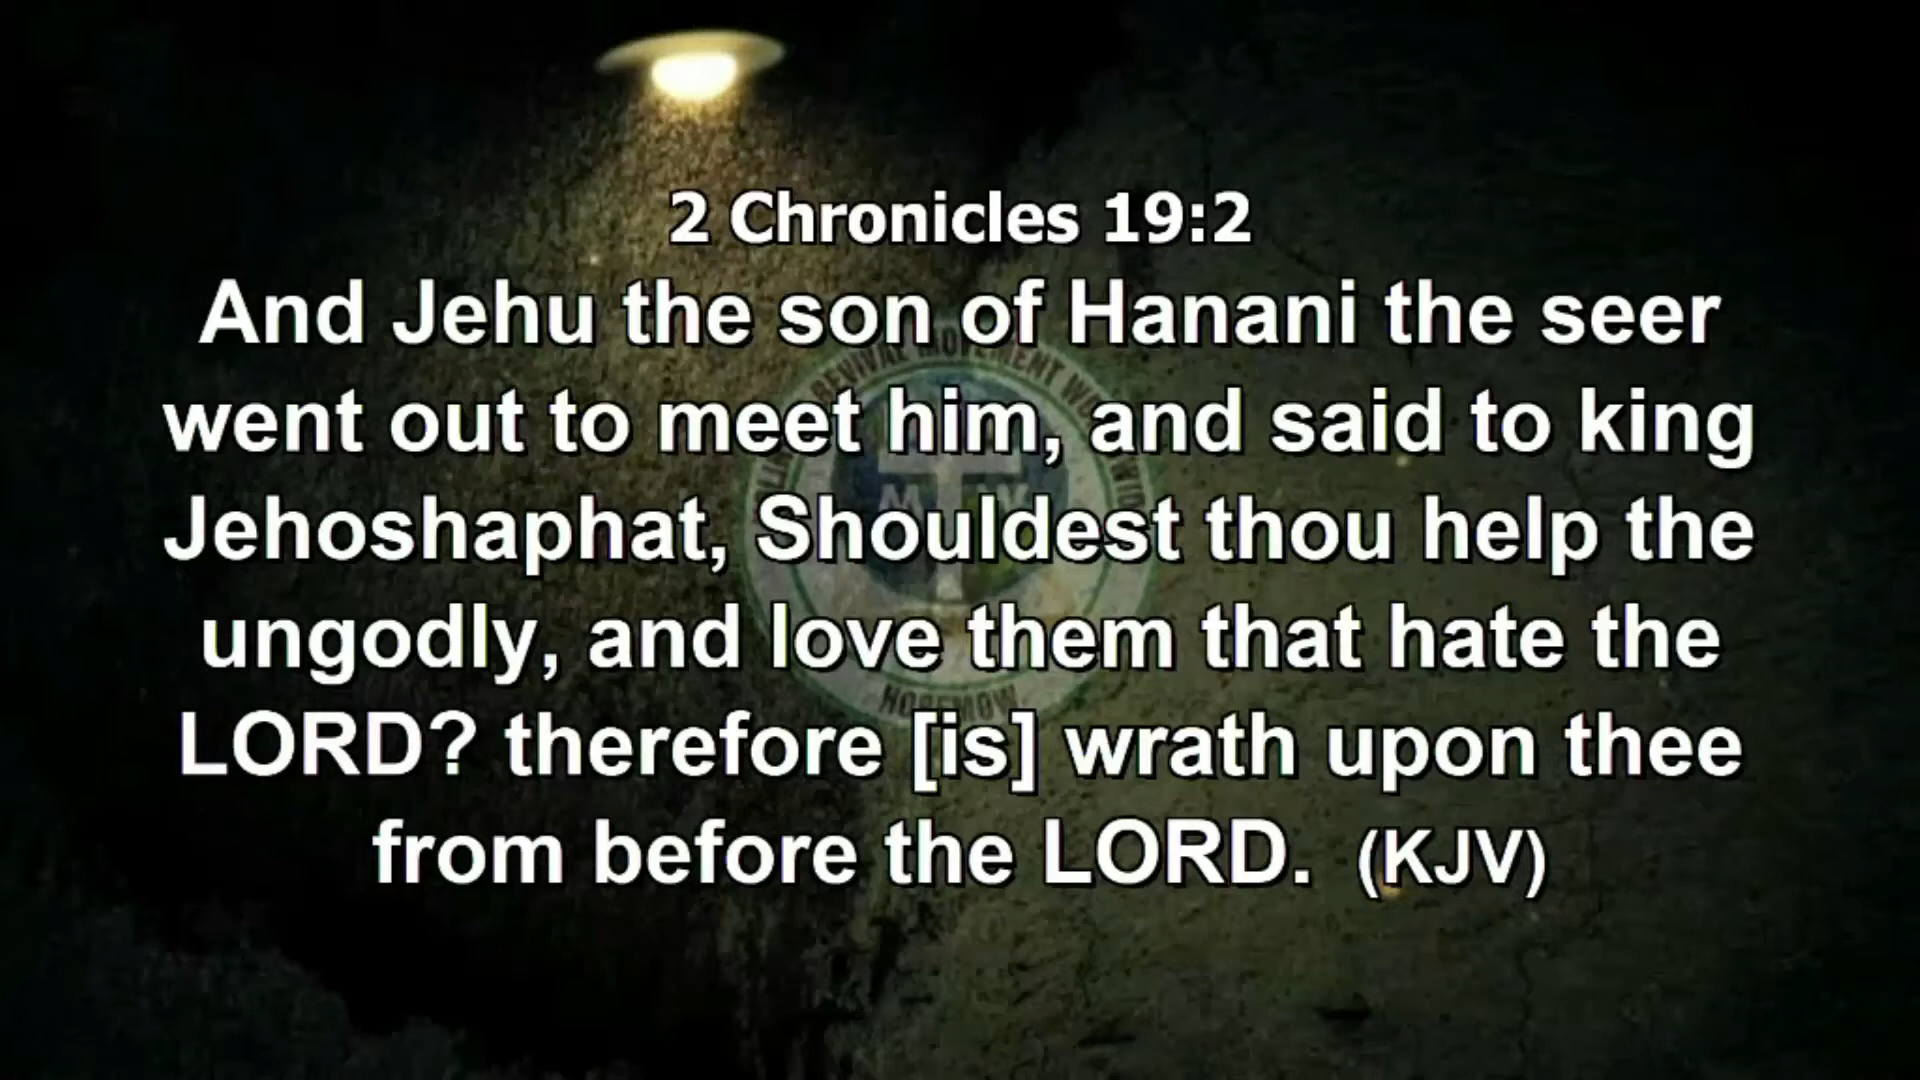 2 Chronicles 19:2
And Jehu the son of Hanani the seer
went out to meet him, and said to king
Jehoshaphat, Shouldest thou help the
ungodly, and love them that hate the
LORD? therefore [is] wrath upon thee
from before the LORD. (KJV)
REVIVAL MOVEMENT